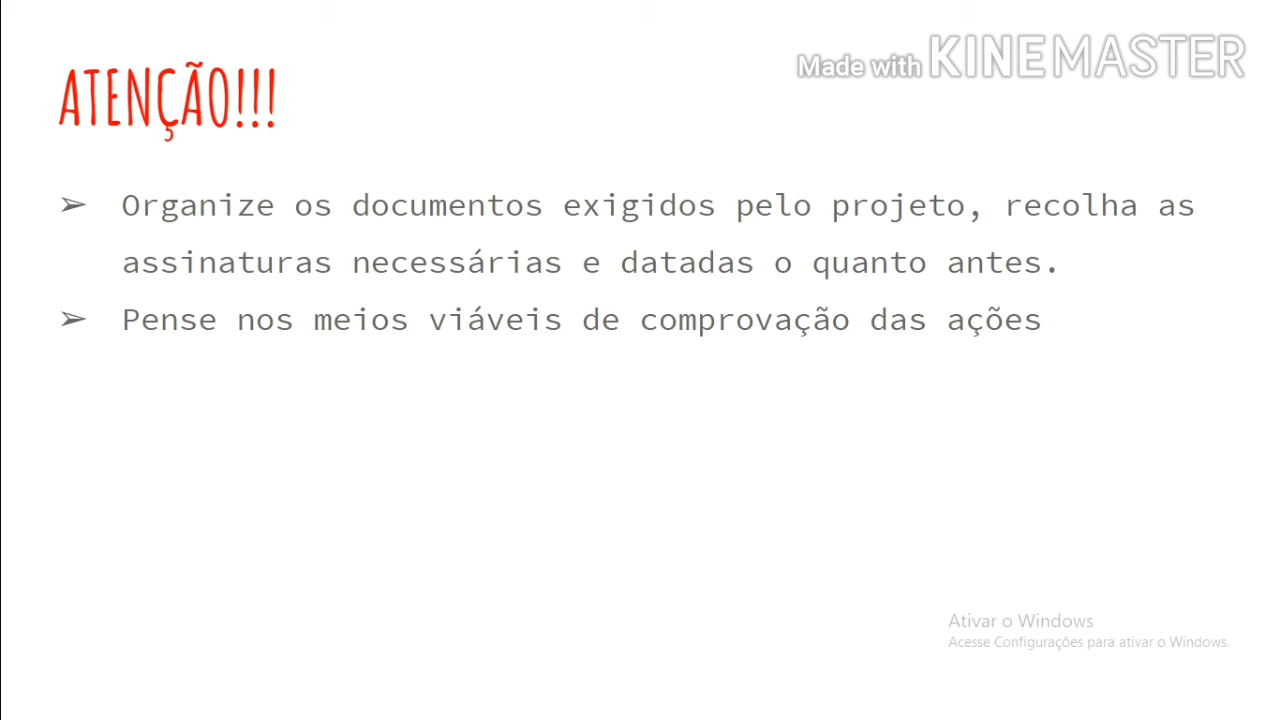 Made with KINEMASTER
ATENÇÃO!!!
➢ Organize os documentos exigidos pelo projeto, recolha as
assinaturas necessárias e datadas o quanto antes.
➢ Pense nos meios viáveis de comprovação das ações
Ativar o Windows
Acesse Configurações para ativar o Windows.